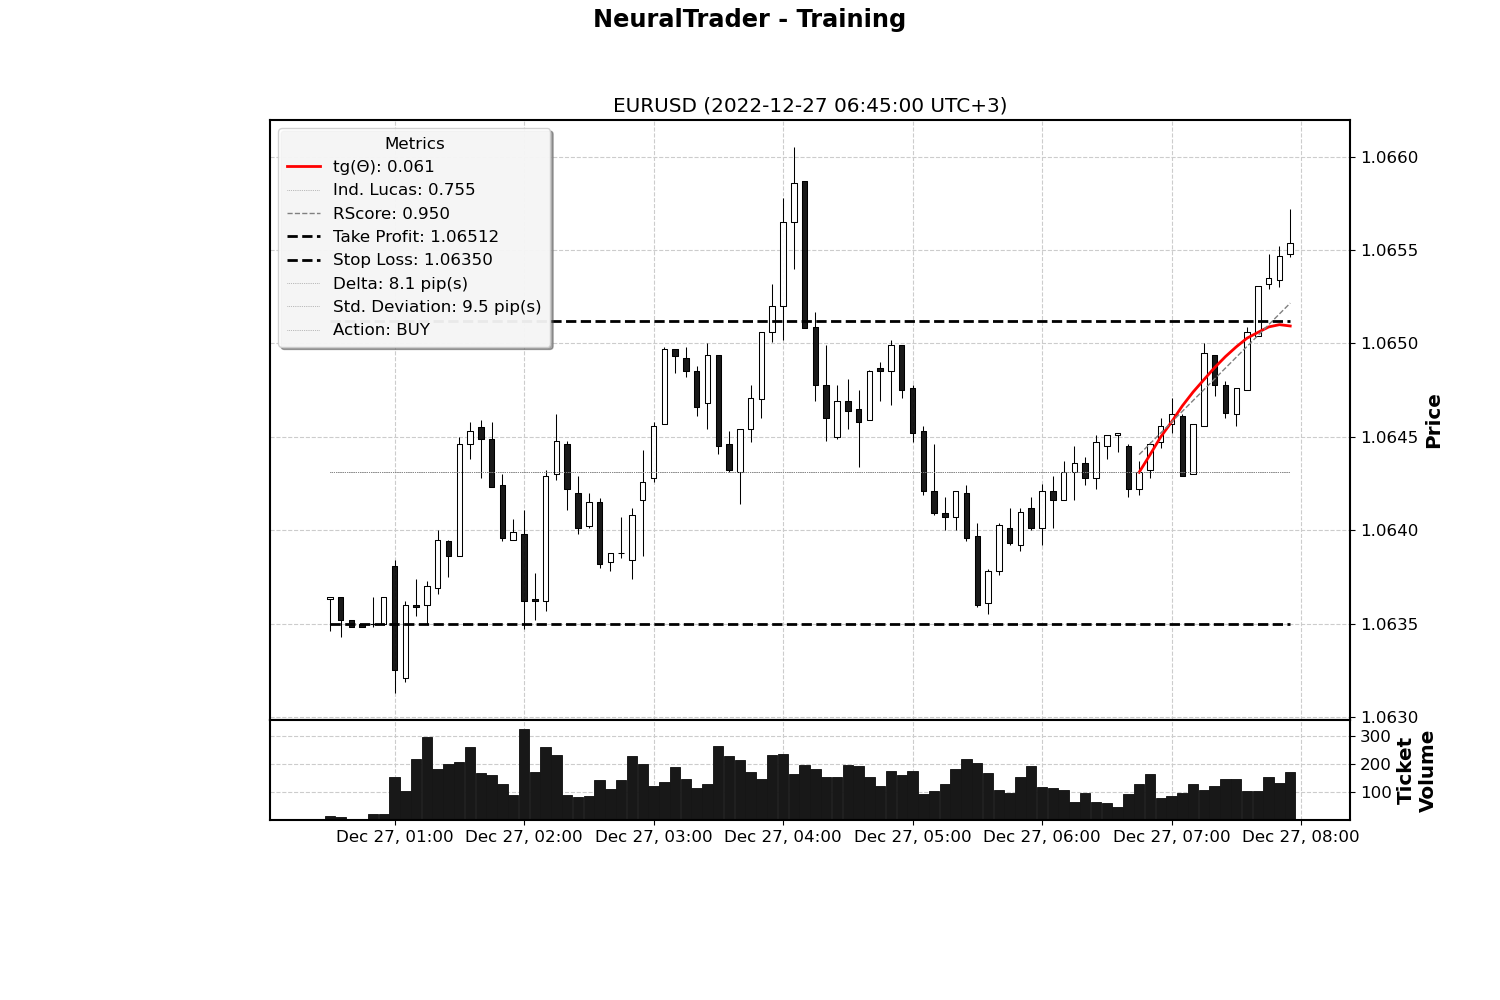 NeuralTrader - Training
EURUSD (2022-12-27 06:45:00 UTC+3)
Metrics
tg(Θ): 0.061
Ind. Lucas: 0.755
RScore: 0.950
Take Profit: 1.06512
Stop Loss: 1.06350
Delta: 8.1 pip(s)
Std. Deviation: 9.5 pip(s)
Action: BUY
1.0660
1.0655
1.0650
1.0645
1.0640
1.0635
1.0630
Price
300
200
100
Ticket
Volume
Dec 27, 01:00 Dec 27, 02:00 Dec 27, 03:00 Dec 27, 04:00 Dec 27, 05:00 Dec 27, 06:00 Dec 27, 07:00 Dec 27, 08:00